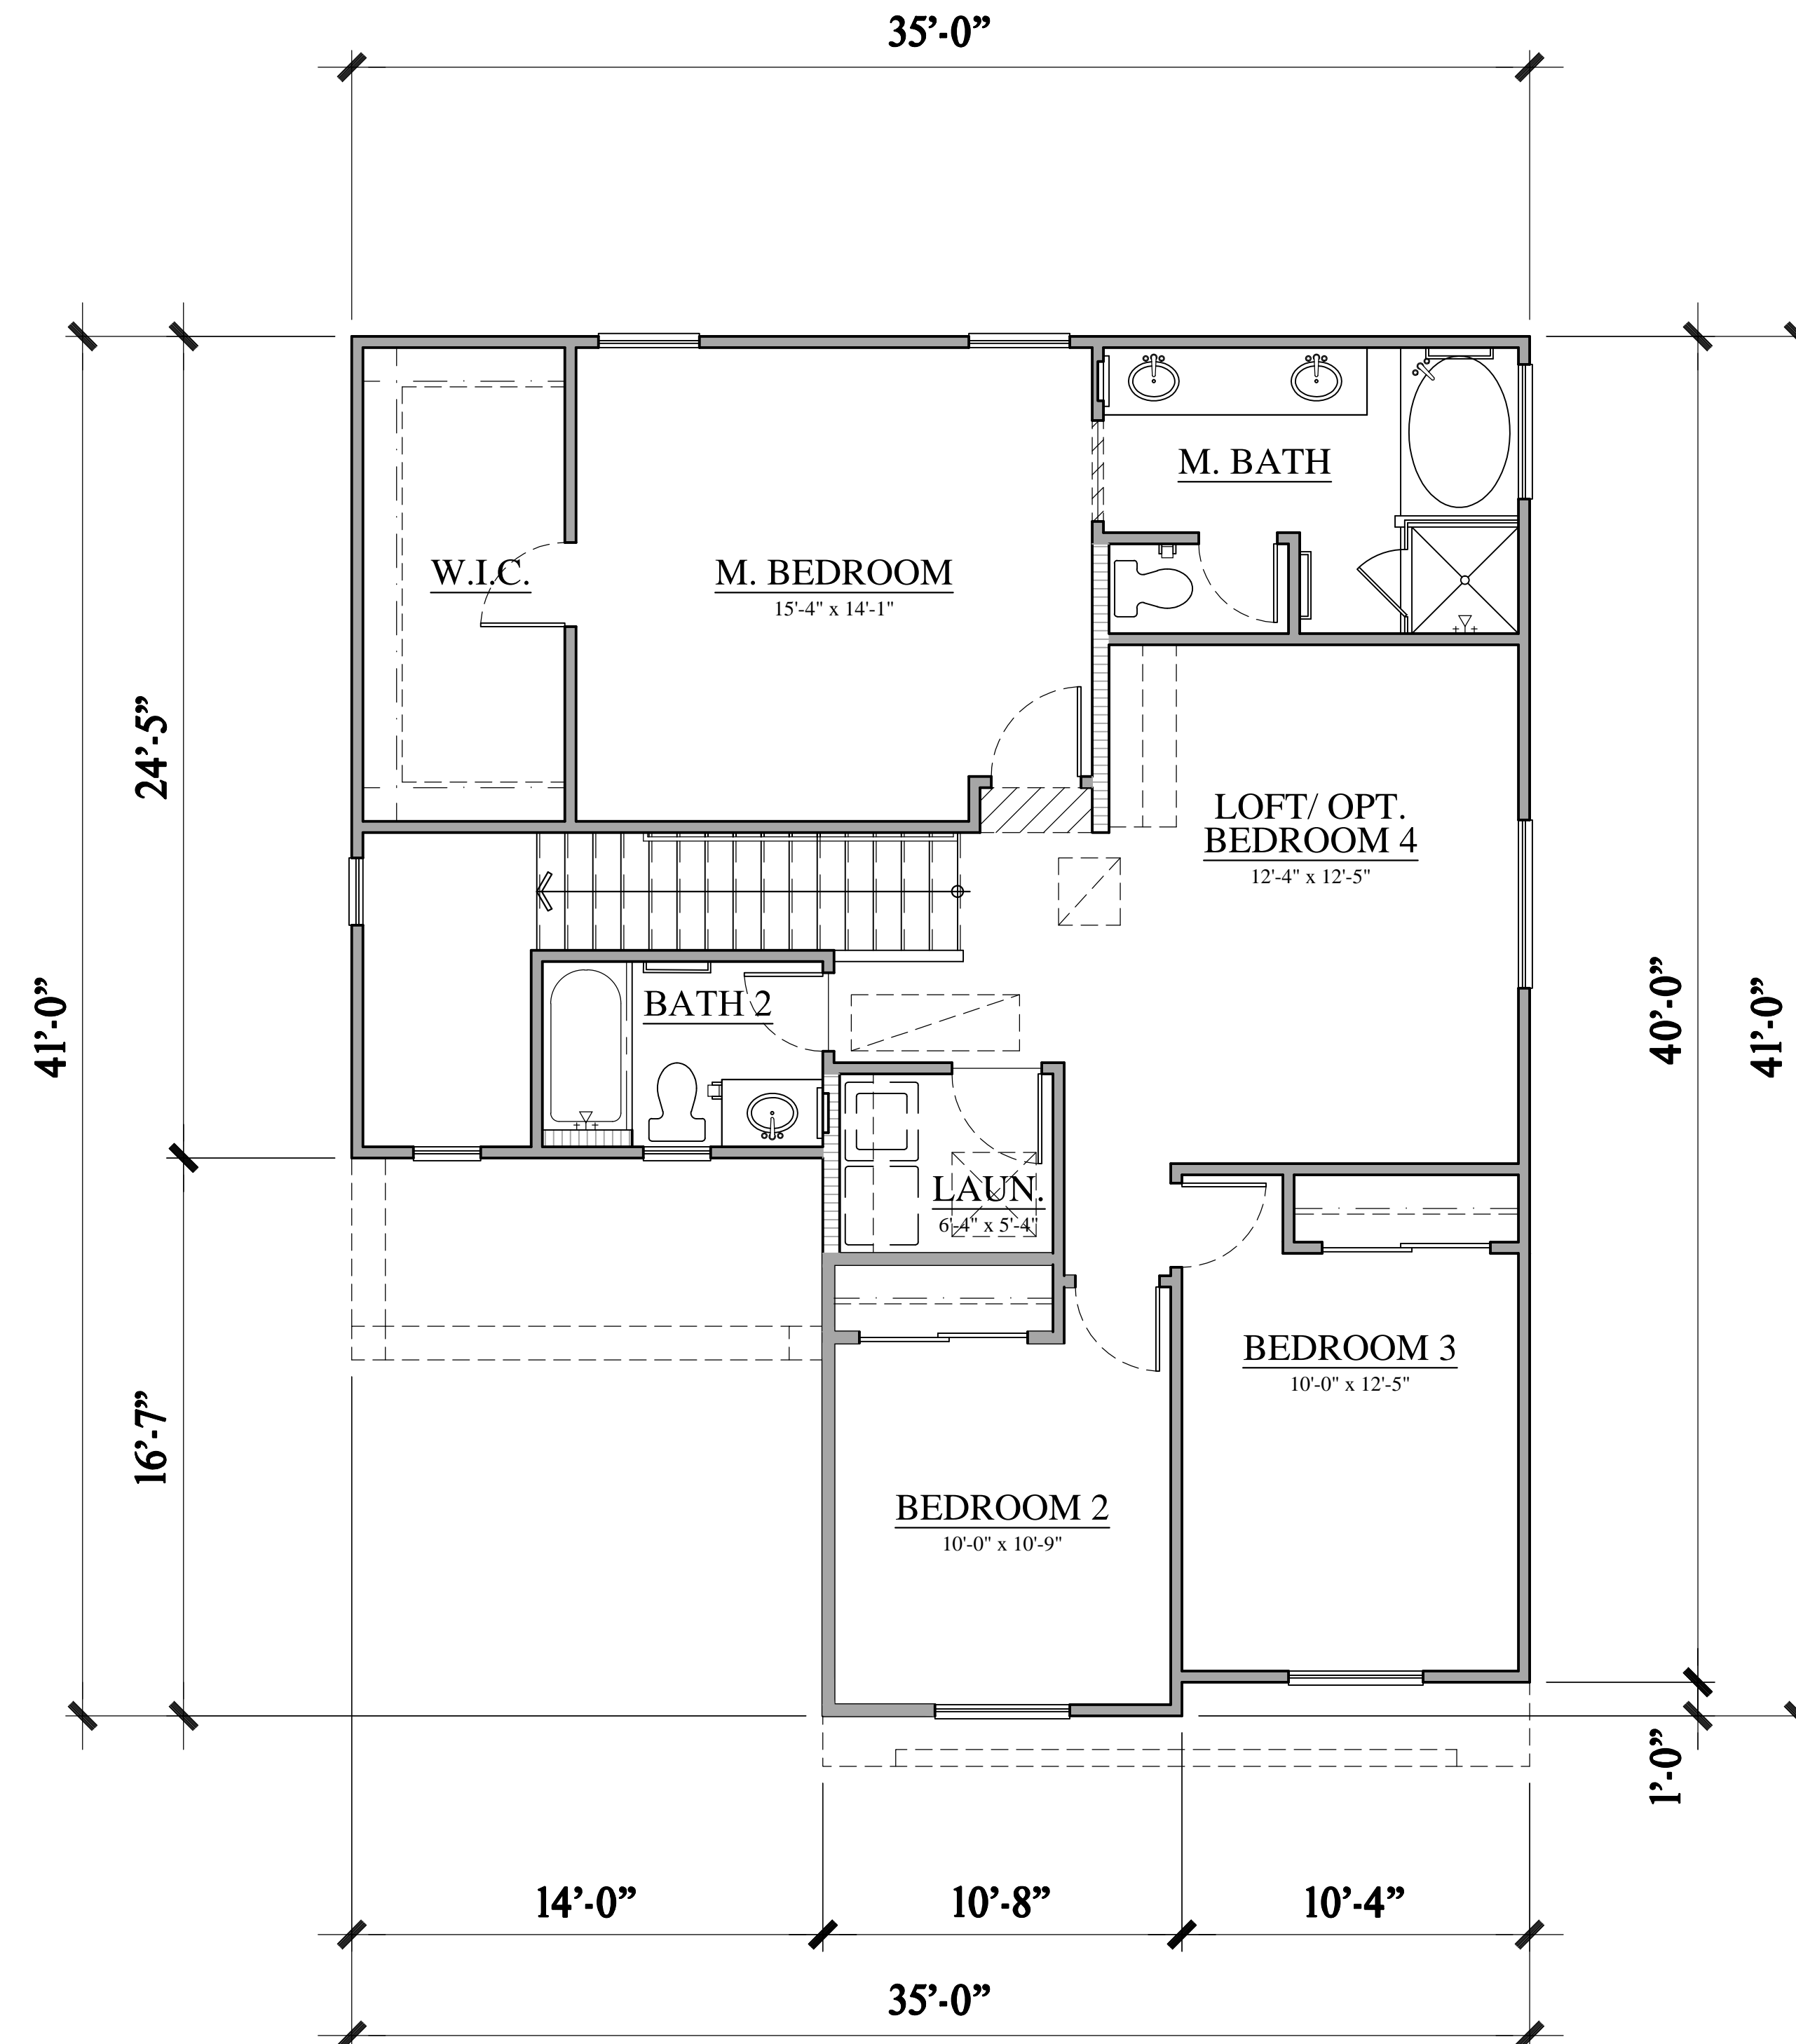 35’-0”
W.I.C.
M. BEDROOM
15'-4" x 14'-1"
M. BATH
24’-5”
LOFT/ OPT.
BEDROOM 4
12'-4" x 12'-5"
41’-0”
40’-0”
41’-0”
BATH 2
LAUN.
6'-4" x 5'-4"
16’-7”
BEDROOM 3
10'-0" x 12'-5"
BEDROOM 2
10'-0" x 10'-9"
1’-0”
14’-0”
10’-8”
10’-4”
35’-0”